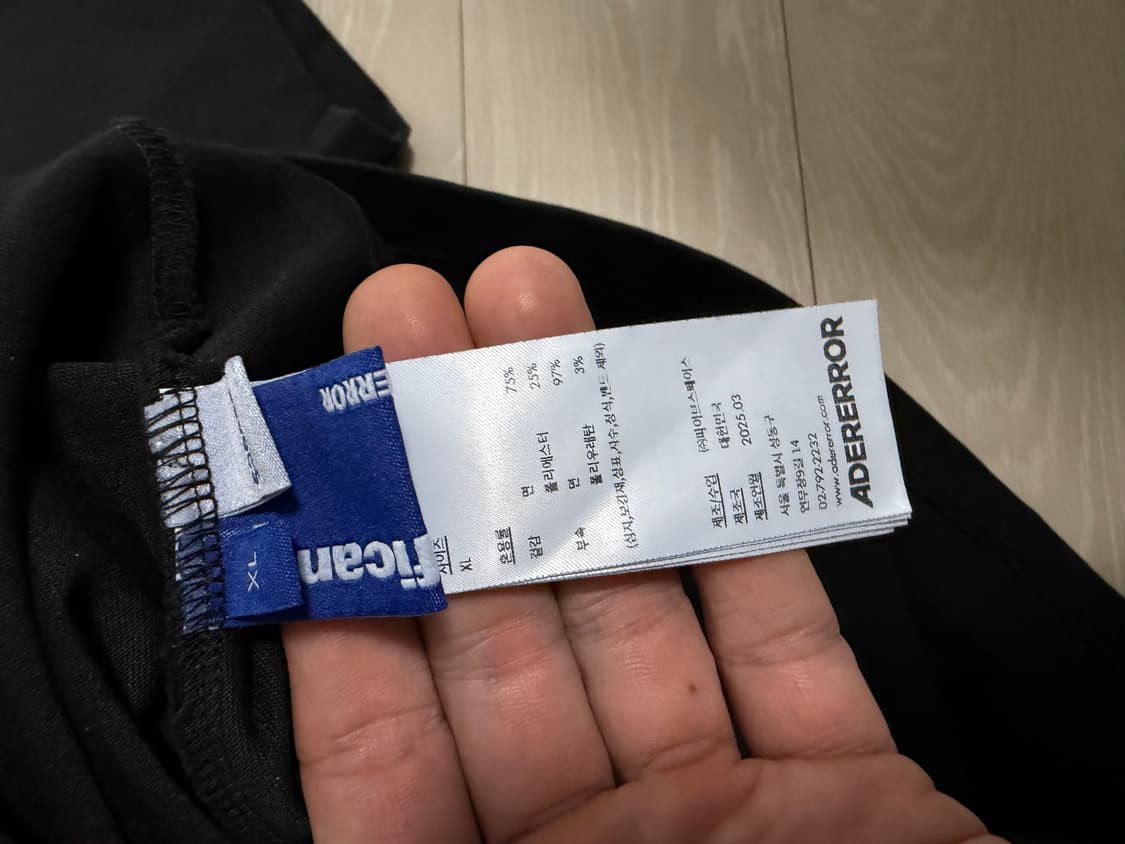 ERROR
fican
XL
사이즈
XL
혼용률
겉감 면 75%
폴리에스터 25%
부속 면 97%
폴리우레탄 3%
(심지,보강재,상표,자수,장식,밴드 제외)
제조/수입 ㈜파이브스페이스
제조국 대한민국
제조연월 2025.03
서울 특별시 성동구
연무장9길 14
02-792-2232
www.adererror.com
ADERERROR